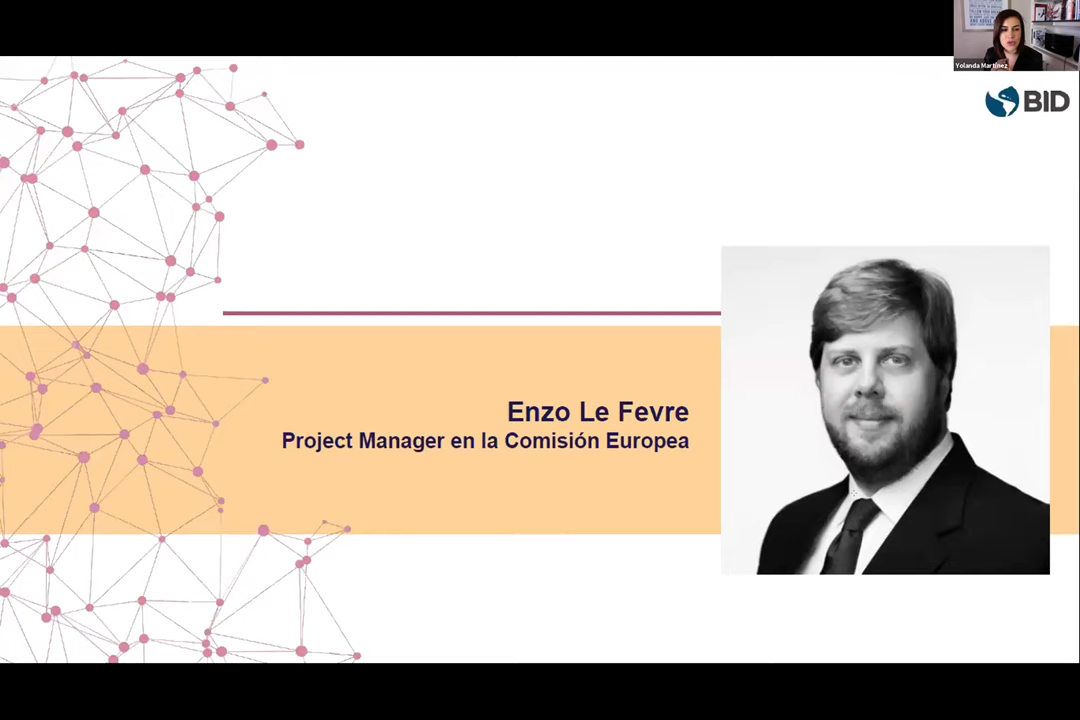 Yolanda Martínez
BID
Enzo Le Fevre
Project Manager en la Comisión Europea